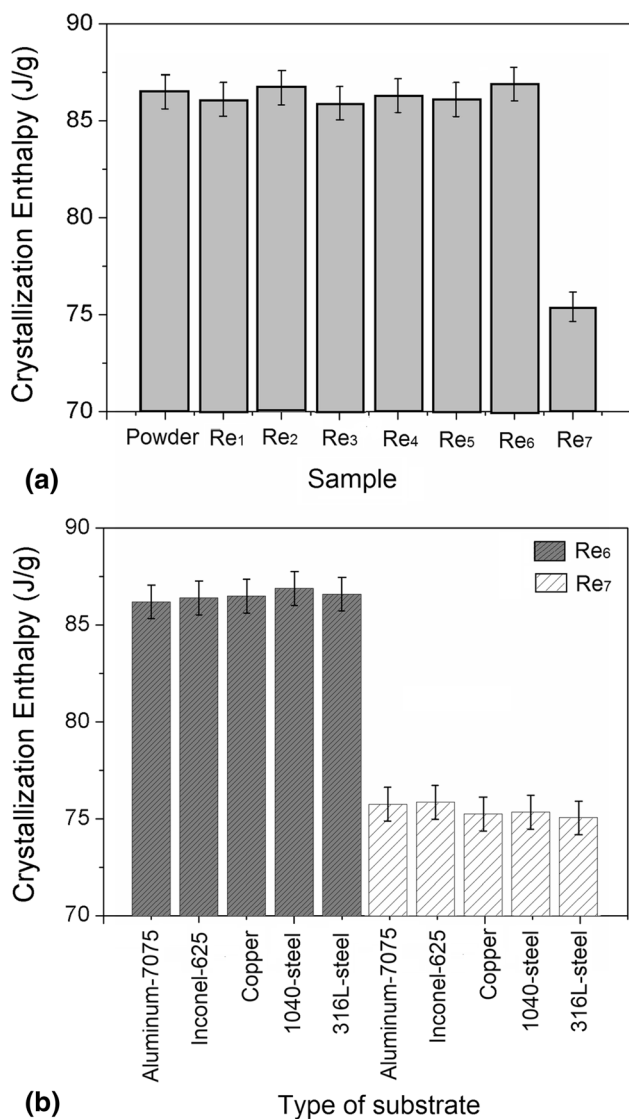 90
85
80
75
70
Crystallization Enthalpy (J/g)
Powder Re₁ Re₂ Re₃ Re₄ Re₅ Re₆ Re₇
(a) Sample
90
85
80
75
70
Crystallization Enthalpy (J/g)
Re₆
Re₇
Aluminum-7075
Inconel-625
Copper
1040-steel
316L-steel
Aluminum-7075
Inconel-625
Copper
1040-steel
316L-steel
(b) Type of substrate